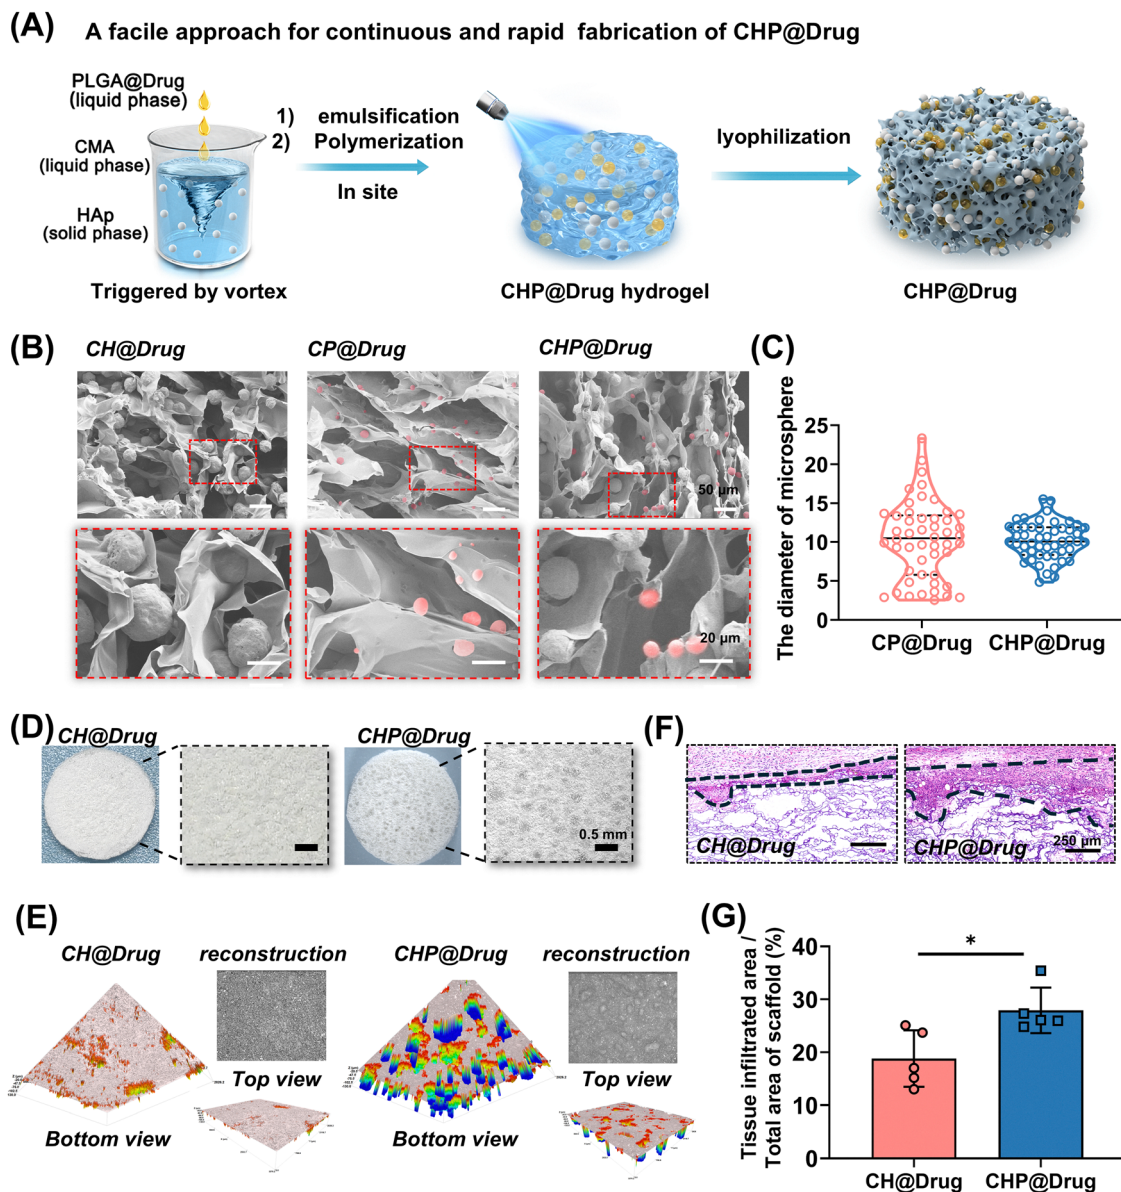 (A) A facile approach for continuous and rapid fabrication of CHP@Drug
PLGA@Drug
(liquid phase)
CMA
(liquid phase)
HAp
(solid phase)
Triggered by vortex
1) emulsification
2) Polymerization
In site
CHP@Drug hydrogel
lyophilization
CHP@Drug
(B)
CH@Drug
CP@Drug
CHP@Drug
50 μm
20 μm
(C)
The diameter of microsphere
25
20
15
10
5
0
CP@Drug
CHP@Drug
(D)
CH@Drug
CHP@Drug
0.5 mm
(F)
CH@Drug
CHP@Drug
250 μm
(E)
CH@Drug
reconstruction
Top view
Bottom view
CHP@Drug
reconstruction
Top view
Bottom view
(G)
Tissue infiltrated area /
Total area of scaffold (%)
40
30
20
10
0
*
CH@Drug
CHP@Drug